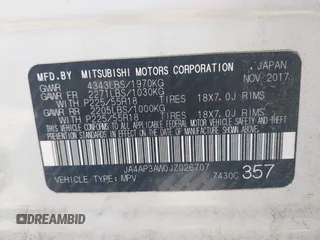 MFD.BY MITSUBISHI MOTORS CORPORATION JAPAN
GVWR 4343LBS/1970KG NOV 2017
GAWR FR 2271LBS/1030KG
WITH P225/55R18 TIRES 18X7.0J RIMS
GAWR RR 2205LBS/1000KG
WITH P225/55R18 TIRES 18X7.0J RIMS
JA4AP3AW0JZ026707
VEHICLE TYPE: MPV 7430C 357